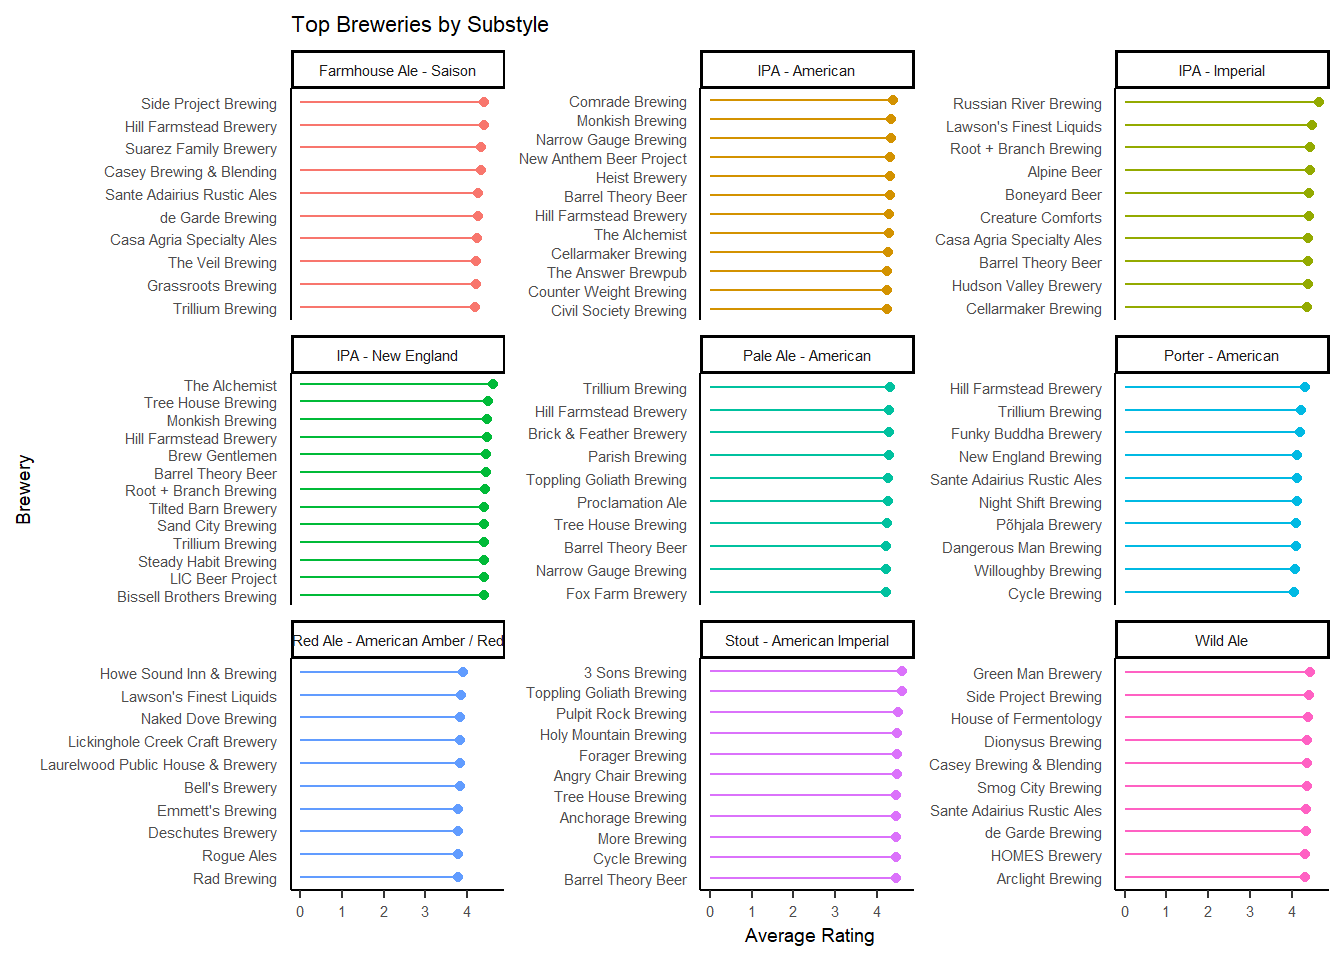 Top Breweries by Substyle
Farmhouse Ale - Saison
Side Project Brewing
Hill Farmstead Brewery
Suarez Family Brewery
Casey Brewing & Blending
Sante Adairius Rustic Ales
de Garde Brewing
Casa Agria Specialty Ales
The Veil Brewing
Grassroots Brewing
Trillium Brewing
IPA - American
Comrade Brewing
Monkish Brewing
Narrow Gauge Brewing
New Anthem Beer Project
Heist Brewery
Barrel Theory Beer
Hill Farmstead Brewery
The Alchemist
Cellarmaker Brewing
The Answer Brewpub
Counter Weight Brewing
Civil Society Brewing
IPA - Imperial
Russian River Brewing
Lawson's Finest Liquids
Root + Branch Brewing
Alpine Beer
Boneyard Beer
Creature Comforts
Casa Agria Specialty Ales
Barrel Theory Beer
Hudson Valley Brewery
Cellarmaker Brewing
IPA - New England
The Alchemist
Tree House Brewing
Monkish Brewing
Hill Farmstead Brewery
Brew Gentlemen
Barrel Theory Beer
Root + Branch Brewing
Tilted Barn Brewery
Sand City Brewing
Trillium Brewing
Steady Habit Brewing
LIC Beer Project
Bissell Brothers Brewing
Pale Ale - American
Trillium Brewing
Hill Farmstead Brewery
Brick & Feather Brewery
Parish Brewing
Toppling Goliath Brewing
Proclamation Ale
Tree House Brewing
Barrel Theory Beer
Narrow Gauge Brewing
Fox Farm Brewery
Porter - American
Hill Farmstead Brewery
Trillium Brewing
Funky Buddha Brewery
New England Brewing
Sante Adairius Rustic Ales
Night Shift Brewing
Põhjala Brewery
Dangerous Man Brewing
Willoughby Brewing
Cycle Brewing
Red Ale - American Amber / Red
Howe Sound Inn & Brewing
Lawson's Finest Liquids
Naked Dove Brewing
Lickinghole Creek Craft Brewery
Laurelwood Public House & Brewery
Bell's Brewery
Emmett's Brewing
Deschutes Brewery
Rogue Ales
Rad Brewing
0 1 2 3 4
Stout - American Imperial
3 Sons Brewing
Toppling Goliath Brewing
Pulpit Rock Brewing
Holy Mountain Brewing
Forager Brewing
Angry Chair Brewing
Tree House Brewing
Anchorage Brewing
More Brewing
Cycle Brewing
Barrel Theory Beer
0 1 2 3 4
Wild Ale
Green Man Brewery
Side Project Brewing
House of Fermentology
Dionysus Brewing
Casey Brewing & Blending
Smog City Brewing
Sante Adairius Rustic Ales
de Garde Brewing
HOMES Brewery
Arclight Brewing
0 1 2 3 4
Average Rating
Brewery